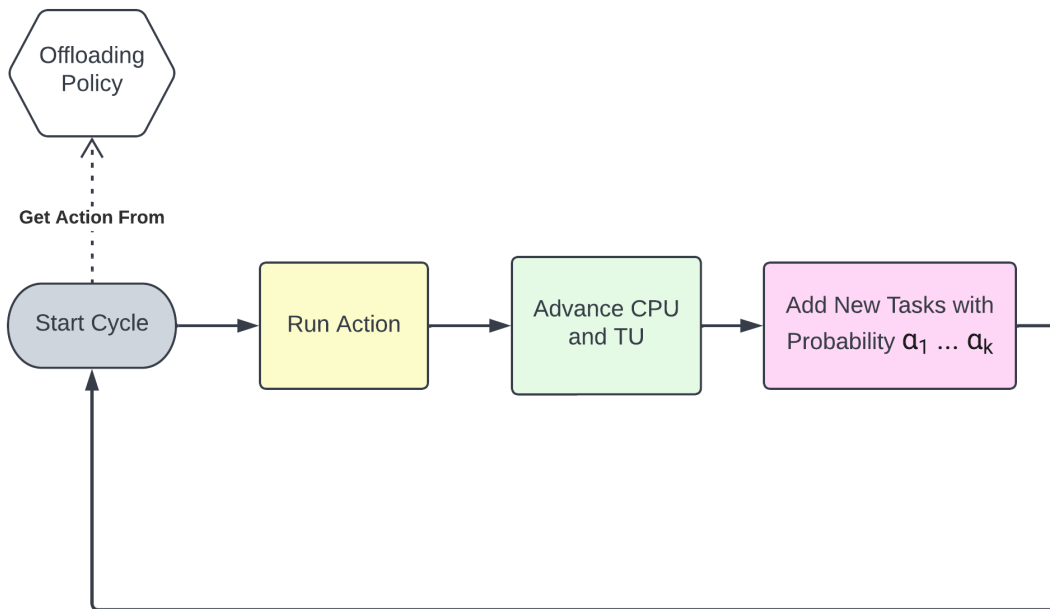 Offloading
Policy
Get Action From
Start Cycle
Run Action
Advance CPU
and TU
Add New Tasks with
Probability α₁ ... αₖ